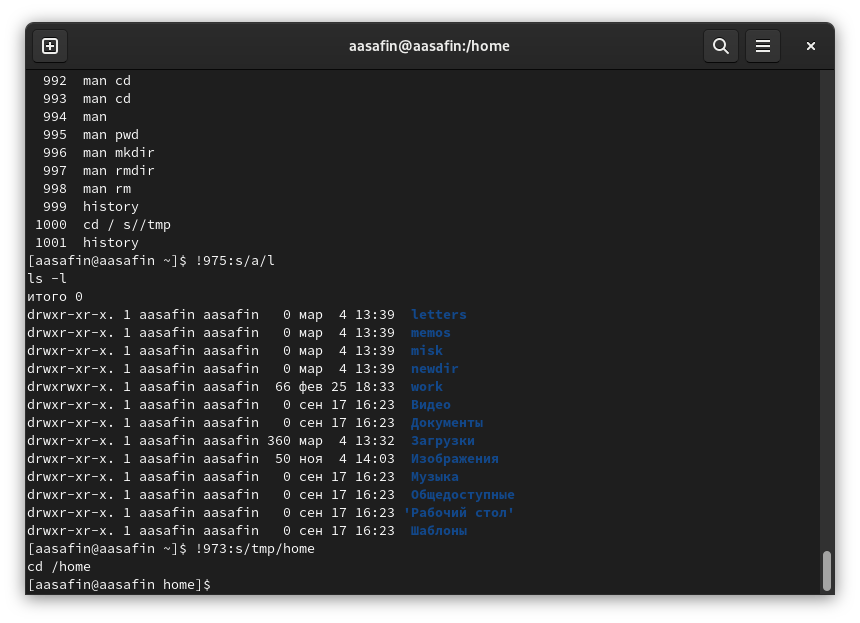 aasafin@aasafin:/home
992  man cd
993  man cd
994  man
995  man pwd
996  man mkdir
997  man rmdir
998  man rm
999  history
1000  cd / s//tmp
1001  history
[aasafin@aasafin ~]$ !975:s/a/l
ls -l
итого 0
drwxr-xr-x. 1 aasafin aasafin   0 мар  4 13:39  letters
drwxr-xr-x. 1 aasafin aasafin   0 мар  4 13:39  memos
drwxr-xr-x. 1 aasafin aasafin   0 мар  4 13:39  misk
drwxr-xr-x. 1 aasafin aasafin   0 мар  4 13:39  newdir
drwxrwxr-x. 1 aasafin aasafin  66 фев 25 18:33  work
drwxr-xr-x. 1 aasafin aasafin   0 сен 17 16:23  Видео
drwxr-xr-x. 1 aasafin aasafin   0 сен 17 16:23  Документы
drwxr-xr-x. 1 aasafin aasafin 360 мар  4 13:32  Загрузки
drwxr-xr-x. 1 aasafin aasafin  50 ноя  4 14:03  Изображения
drwxr-xr-x. 1 aasafin aasafin   0 сен 17 16:23  Музыка
drwxr-xr-x. 1 aasafin aasafin   0 сен 17 16:23  Общедоступные
drwxr-xr-x. 1 aasafin aasafin   0 сен 17 16:23 'Рабочий стол'
drwxr-xr-x. 1 aasafin aasafin   0 сен 17 16:23  Шаблоны
[aasafin@aasafin ~]$ !973:s/tmp/home
cd /home
[aasafin@aasafin home]$